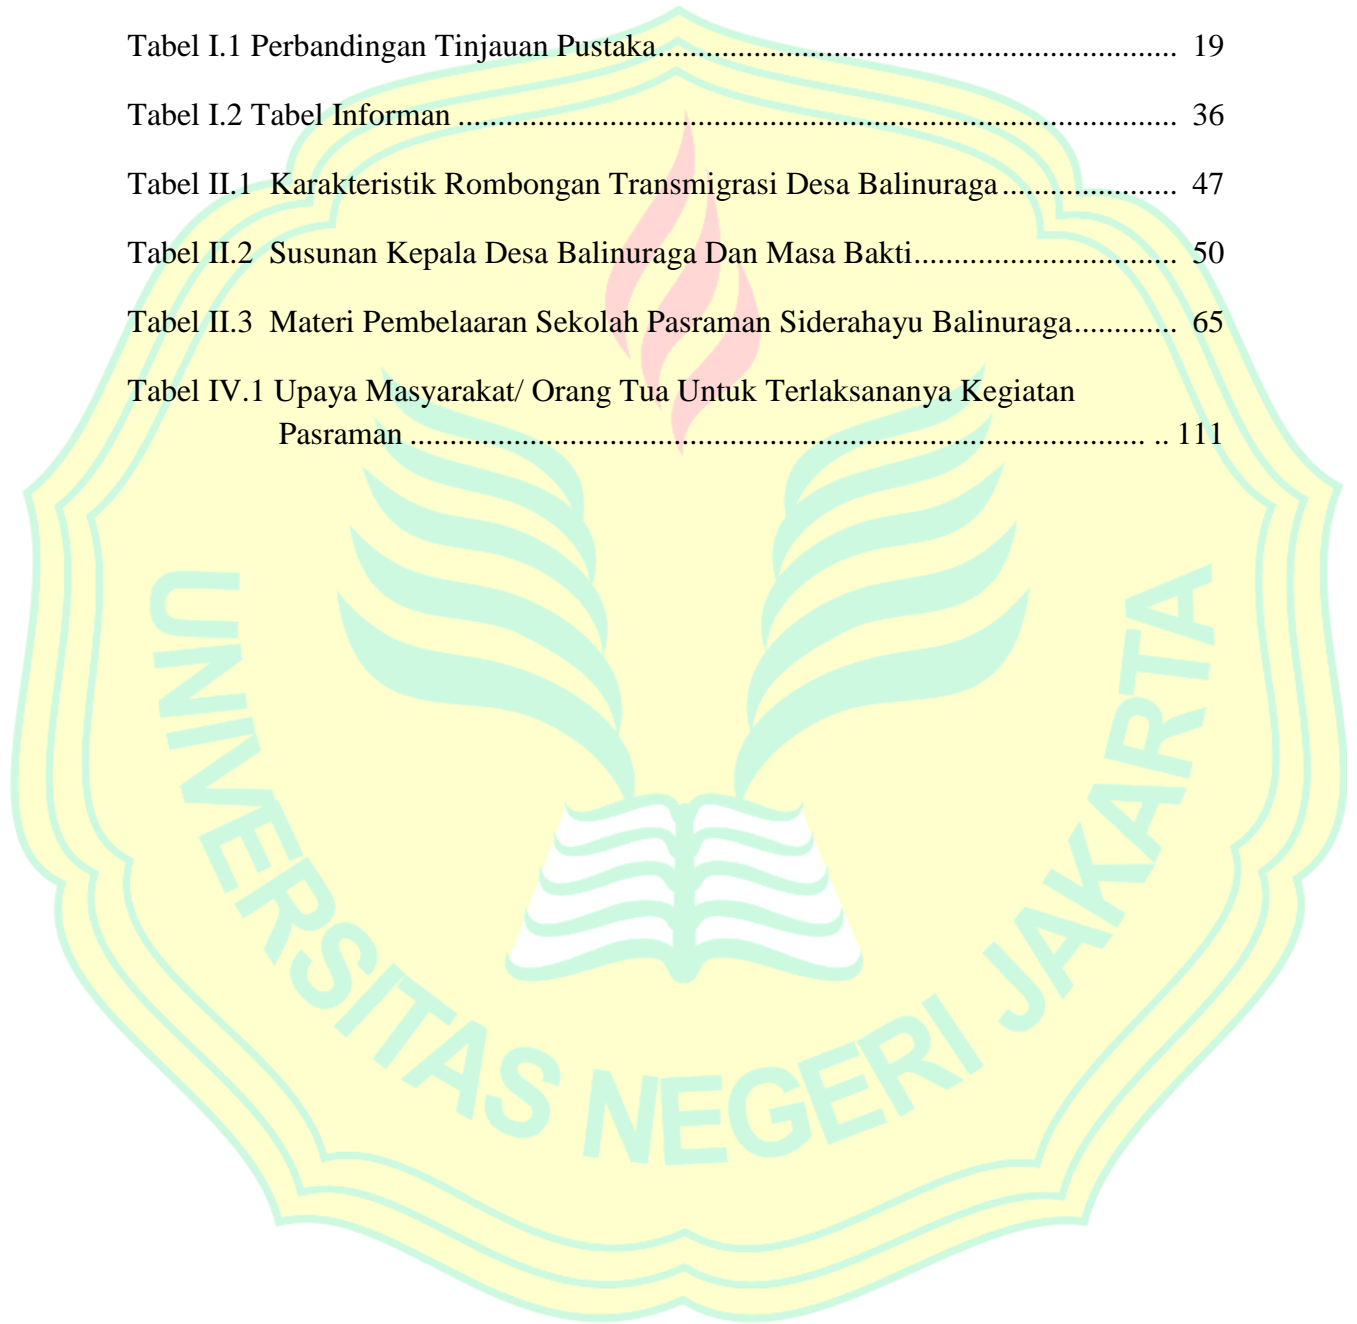 Tabel I.1 Perbandingan Tinjauan Pustaka................................................................. 19
Tabel I.2 Tabel Informan .......................................................................................... 36
Tabel II.1 Karakteristik Rombongan Transmigrasi Desa Balinuraga ...................... 47
Tabel II.2 Susunan Kepala Desa Balinuraga Dan Masa Bakti................................. 50
Tabel II.3 Materi Pembelaaran Sekolah Pasraman Siderahayu Balinuraga............. 65
Tabel IV.1 Upaya Masyarakat/ Orang Tua Untuk Terlaksananya Kegiatan
Pasraman ............................................................................................ .. 111
UNIVERSITAS NEGERI JAKARTA